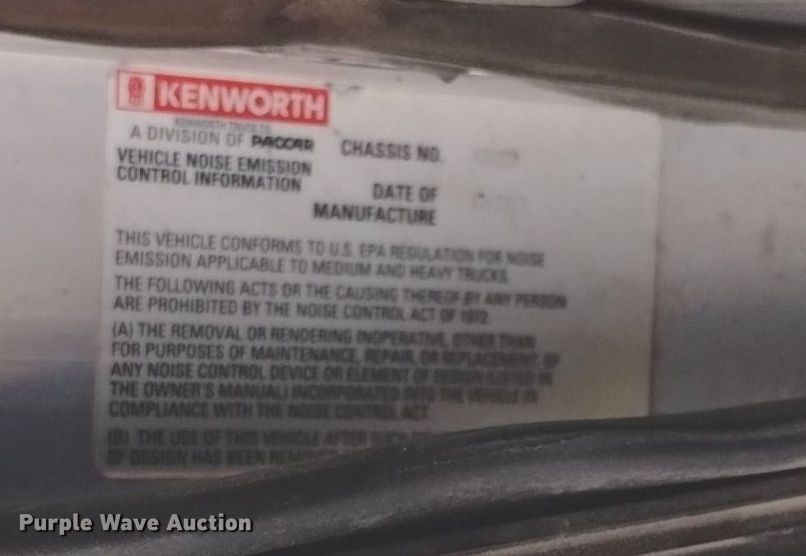 KENWORTH
KENWORTH TRUCK CO.
A DIVISION OF PACCAR
CHASSIS NO.
VEHICLE NOISE EMISSION
CONTROL INFORMATION
DATE OF
MANUFACTURE
THIS VEHICLE CONFORMS TO U.S. EPA REGULATION FOR NOISE
EMISSION APPLICABLE TO MEDIUM AND HEAVY TRUCKS.
THE FOLLOWING ACTS OR THE CAUSING THEREOF BY ANY PERSON
ARE PROHIBITED BY THE NOISE CONTROL ACT OF 1972
(A) THE REMOVAL OR RENDERING INOPERATIVE, OTHER THAN
FOR PURPOSES OF MAINTENANCE, REPAIR, OR REPLACEMENT, OF
ANY NOISE CONTROL DEVICE OR ELEMENT OF DESIGN (LISTED IN
THE OWNER'S MANUAL) INCORPORATED INTO THE VEHICLE IN
COMPLIANCE WITH THE NOISE CONTROL ACT
(B) THE USE OF THIS VEHICLE AFTER SUCH
OF DESIGN HAS BEEN
Purple Wave Auction